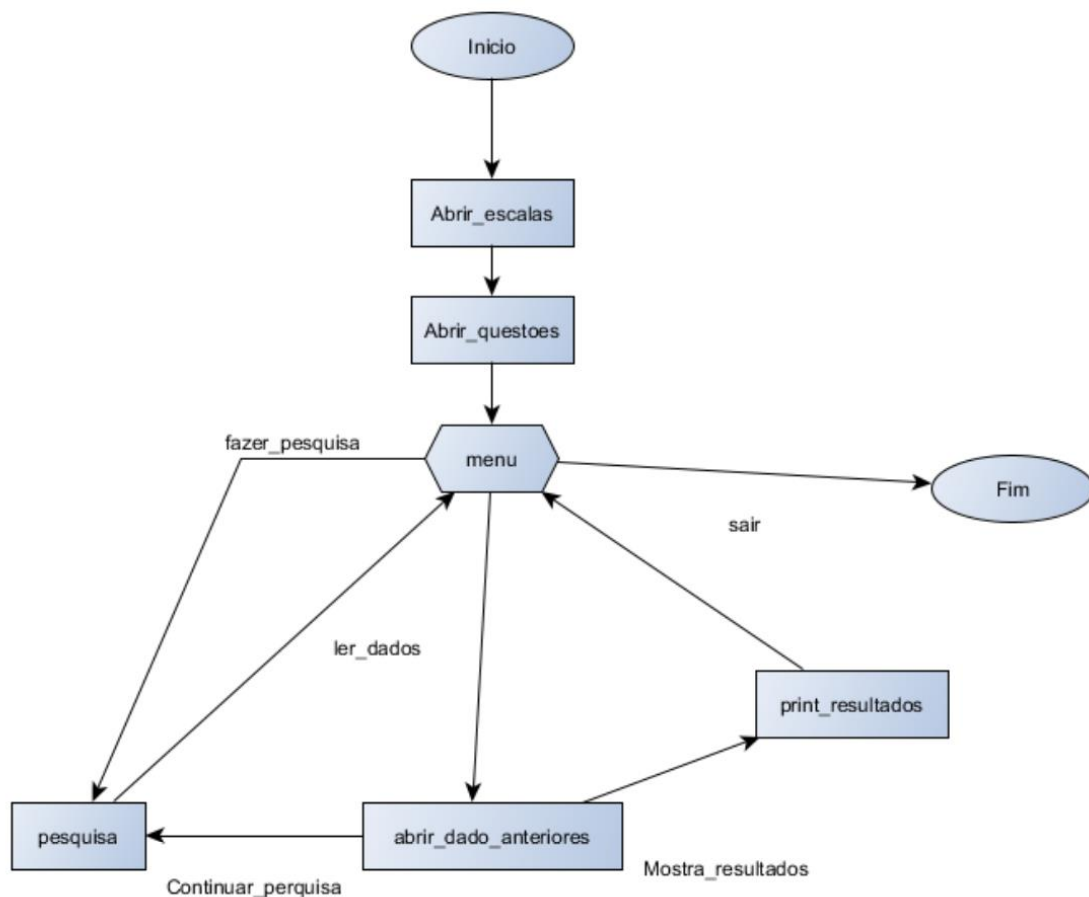 Inicio
Abrir_escalas
Abrir_questoes
fazer_pesquisa
menu
Fim
sair
ler_dados
print_resultados
pesquisa
abrir_dado_anteriores
Mostra_resultados
Continuar_perquisa